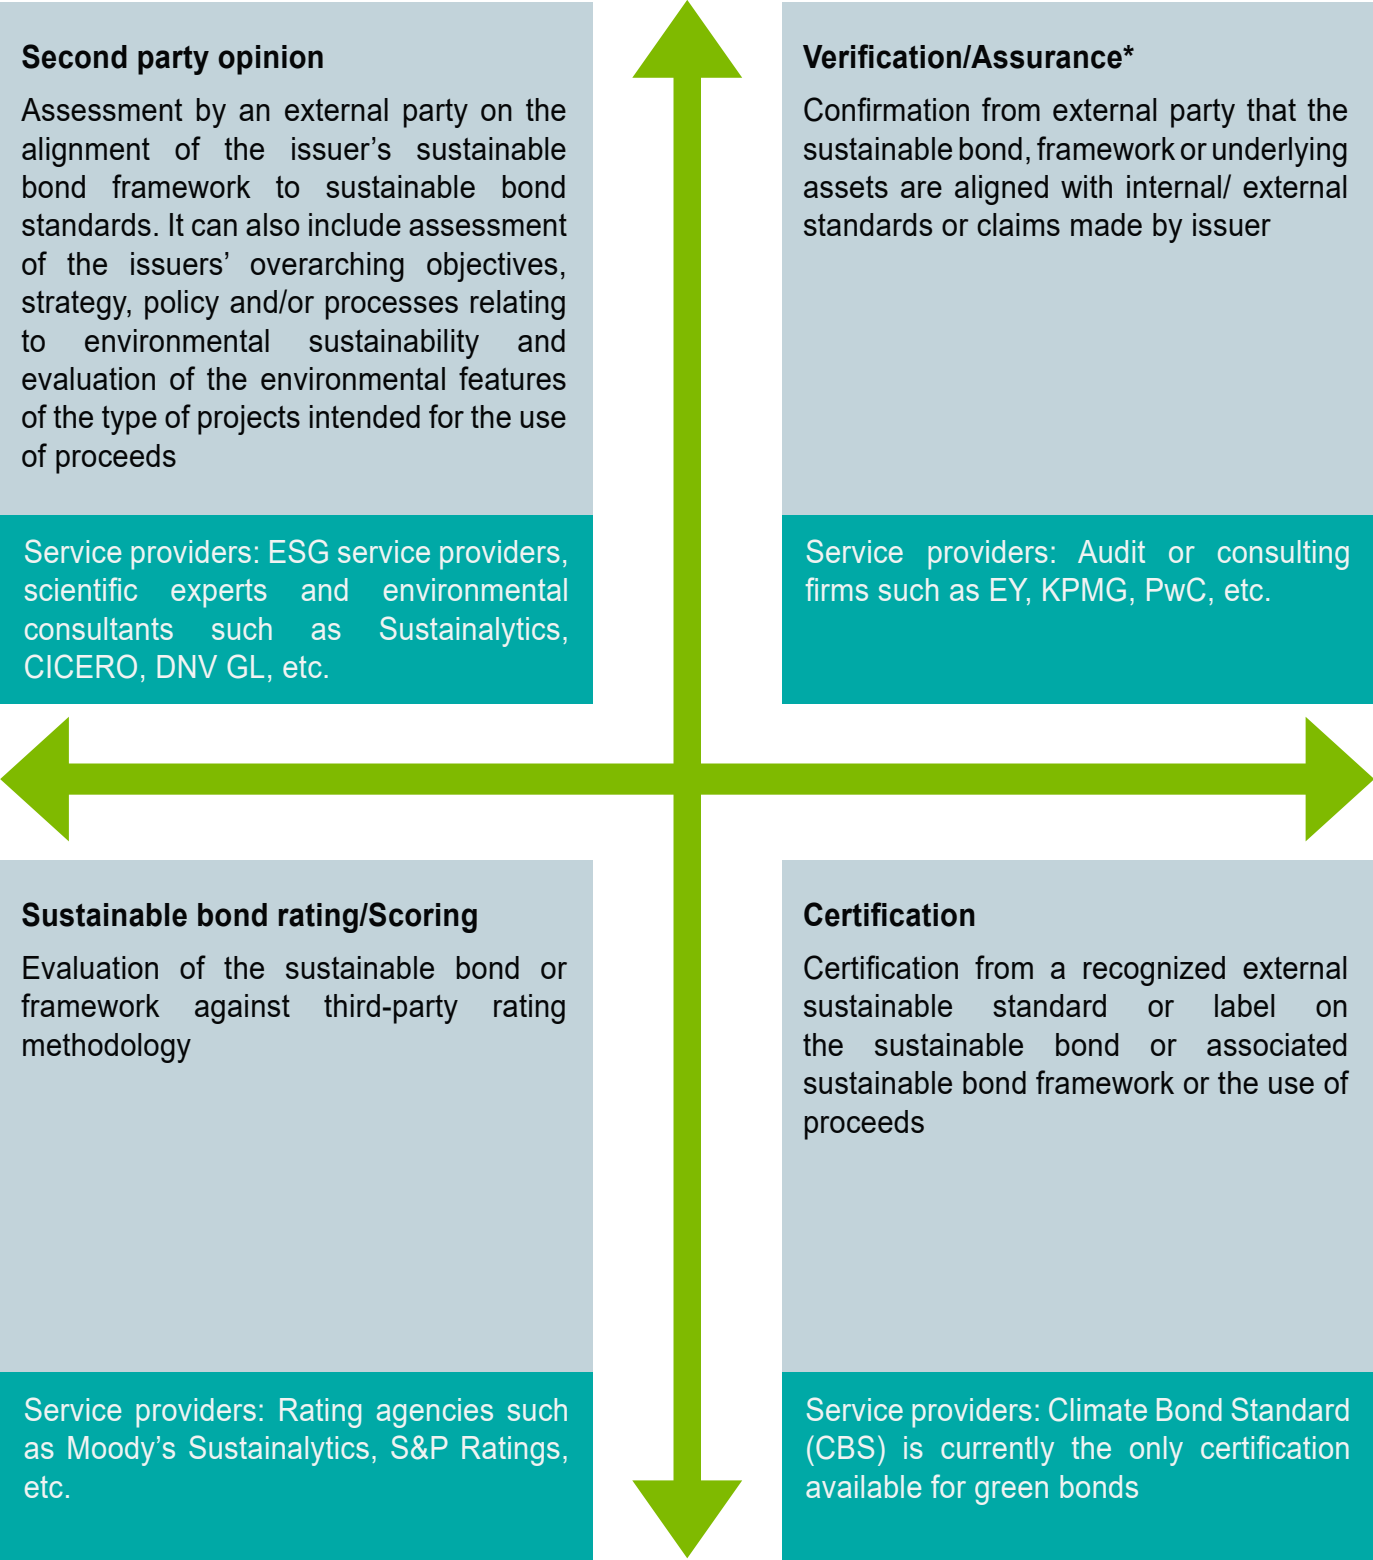 Second party opinion
Assessment by an external party on the
alignment of the issuer’s sustainable
bond framework to sustainable bond
standards. It can also include assessment
of the issuers’ overarching objectives,
strategy, policy and/or processes relating
to environmental sustainability and
evaluation of the environmental features
of the type of projects intended for the use
of proceeds
Service providers: ESG service providers,
scientific experts and environmental
consultants such as Sustainalytics,
CICERO, DNV GL, etc.
Verification/Assurance*
Confirmation from external party that the
sustainable bond, framework or underlying
assets are aligned with internal/ external
standards or claims made by issuer
Service providers: Audit or consulting
firms such as EY, KPMG, PwC, etc.
Sustainable bond rating/Scoring
Evaluation of the sustainable bond or
framework against third-party rating
methodology
Service providers: Rating agencies such
as Moody’s Sustainalytics, S&P Ratings,
etc.
Certification
Certification from a recognized external
sustainable standard or label on
the sustainable bond or associated
sustainable bond framework or the use of
proceeds
Service providers: Climate Bond Standard
(CBS) is currently the only certification
available for green bonds